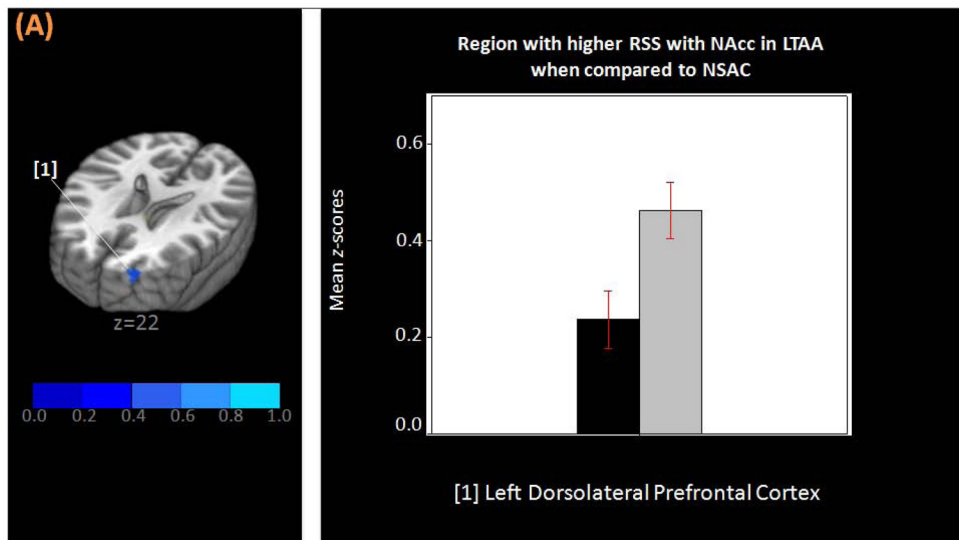 (A)
[1]
z=22
0.0 0.2 0.4 0.6 0.8 1.0
Region with higher RSS with NAcc in LTAA
when compared to NSAC
Mean z-scores
0.6
0.4
0.2
0.0
[1] Left Dorsolateral Prefrontal Cortex